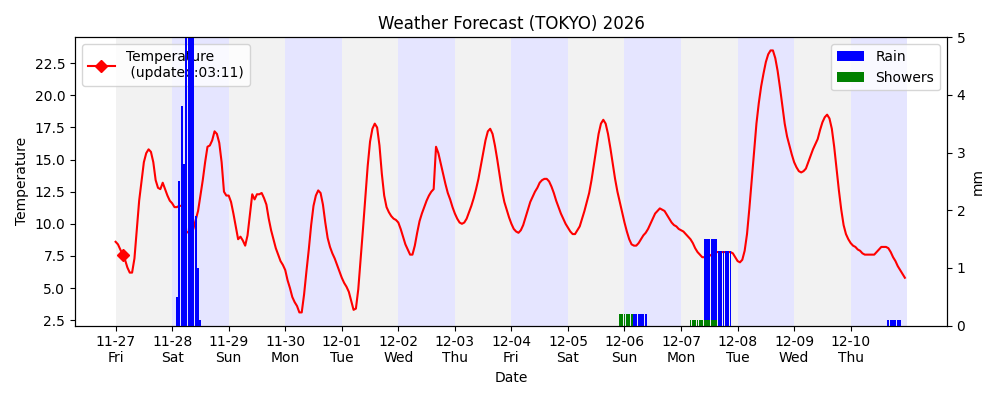 Weather Forecast (TOKYO) 2026
Temperature
(updated:03:11)
Rain
Showers
22.5
20.0
17.5
15.0
12.5
10.0
7.5
5.0
2.5
Temperature
5
4
3
2
1
0
mm
11-27 11-28 11-29 11-30 12-01 12-02 12-03 12-04 12-05 12-06 12-07 12-08 12-09 12-10
Fri Sat Sun Mon Tue Wed Thu Fri Sat Sun Mon Tue Wed Thu
Date